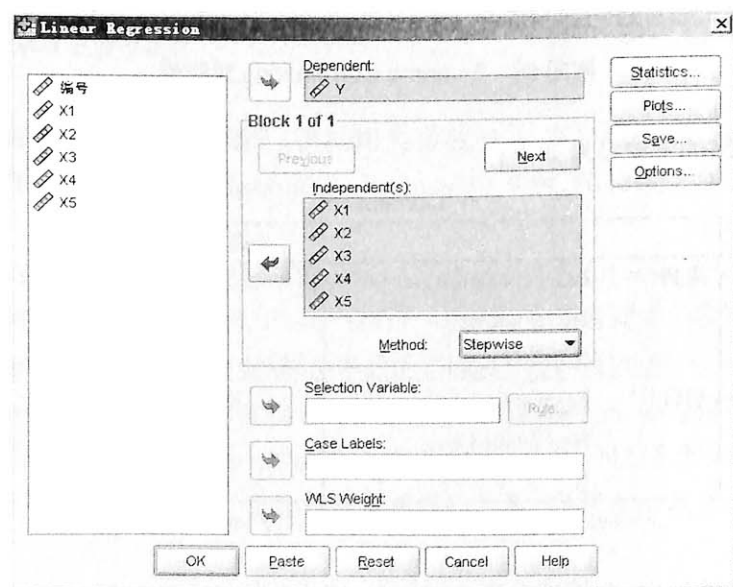 Linear Regression
编号
X1
X2
X3
X4
X5
Dependent:
Y
Block 1 of 1
Previous
Next
Independent(s):
X1
X2
X3
X4
X5
Method:
Stepwise
Selection Variable:
Rule...
Case Labels:
WLS Weight:
Statistics...
Plots...
Save...
Options...
OK
Paste
Reset
Cancel
Help